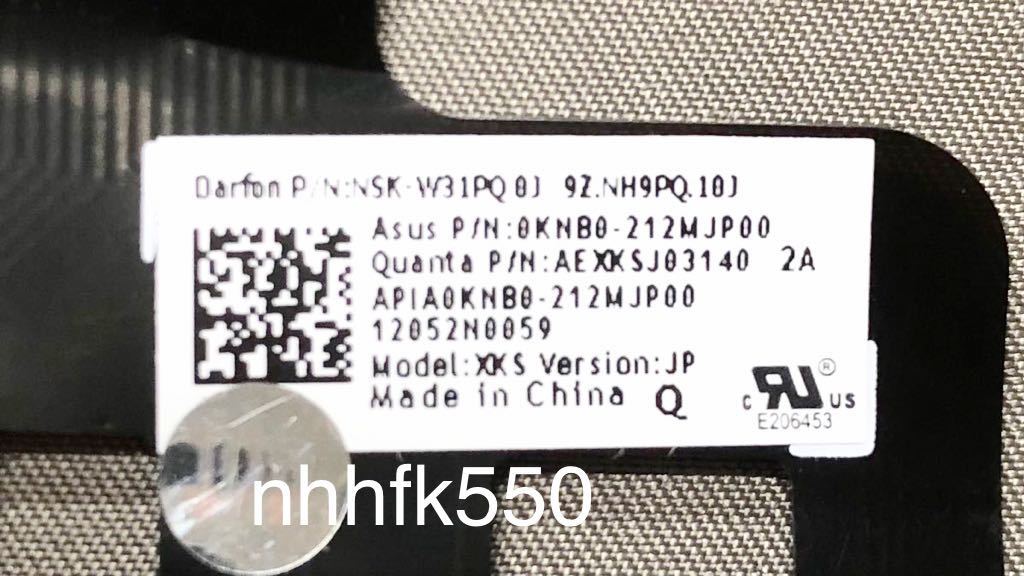 Darfon P/N:NSK-W31PQ 0J 9Z.NH9PQ.10J
Asus P/N:0KNB0-212MJP00
Quanta P/N:AEXKSJ03140 2A
APIA0KNB0-212MJP00
12052N0059
Model:XKS Version:JP
Made in China Q
c RU ® US
E206453
nhhfk550